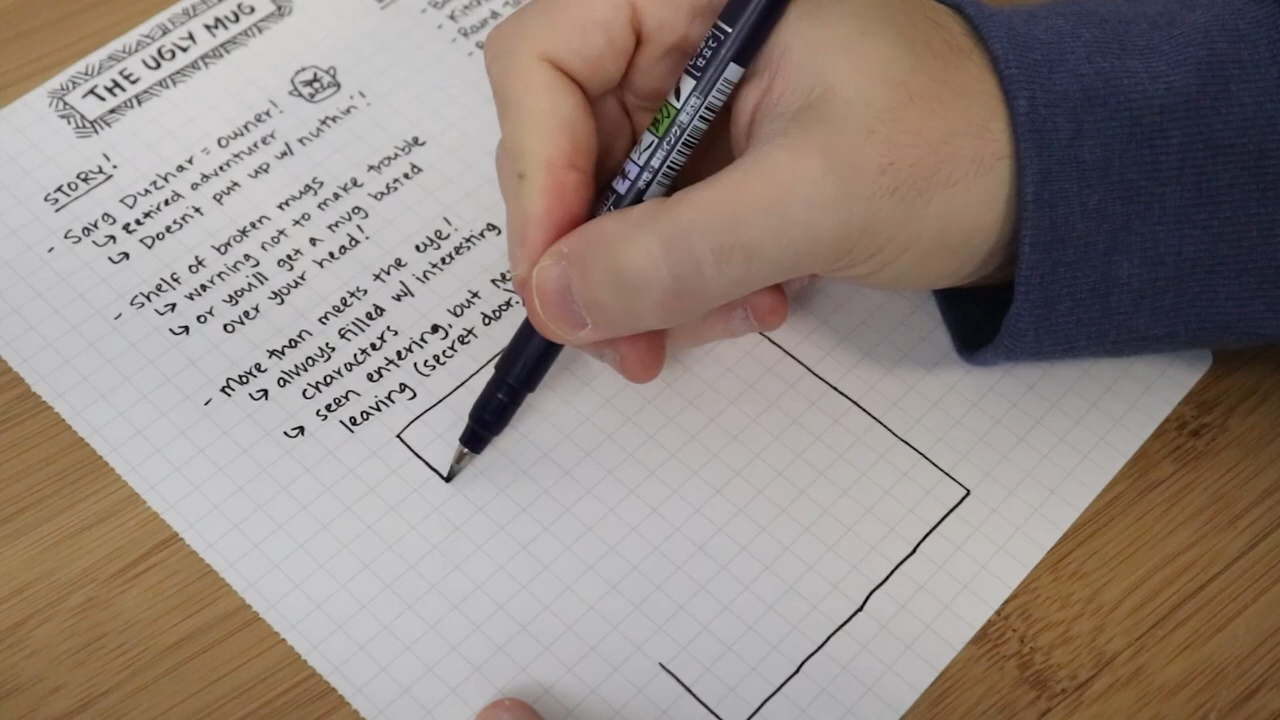 THE UGLY MUG
STORY!
- Sarg Duzhar = owner!
↳ Retired adventurer
↳ Doesn't put up w/ nuthin'!
- Shelf of broken mugs
↳ warning not to make trouble
↳ or you'll get a mug busted
over your head!
- more than meets the eye!
↳ always filled w/ interesting
characters
↳ seen entering, but
leaving (secret door